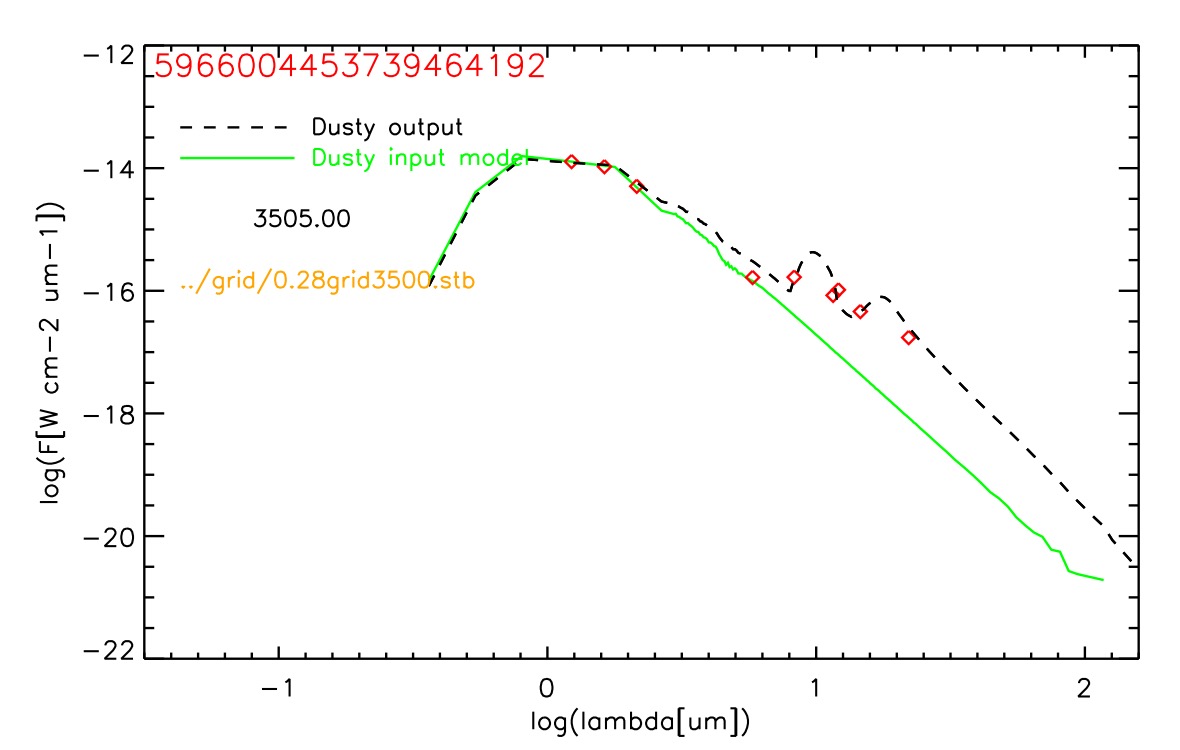 5966004453739464192
Dusty output
Dusty input model
3505.00
../grid/0.28grid3500.stb
log(F[W cm-2 um-1])
-12
-14
-16
-18
-20
-22
-1
0
1
2
log(lambda[um])